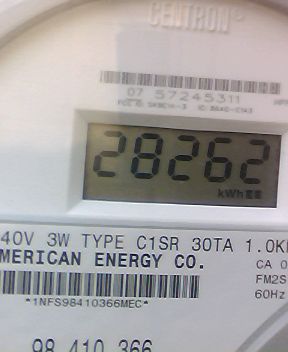 CENTRON®
07 57245311
28262
kWh
40V 3W TYPE C1SR 30TA 1.0K
MERICAN ENERGY CO.
CA 0
FM2S
60Hz
*1NFS98410366MEC*
98 410 366